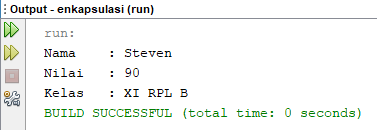 Output - enkapsulasi (run)
run:
Nama    : Steven
Nilai   : 90
Kelas   : XI RPL B
BUILD SUCCESSFUL (total time: 0 seconds)